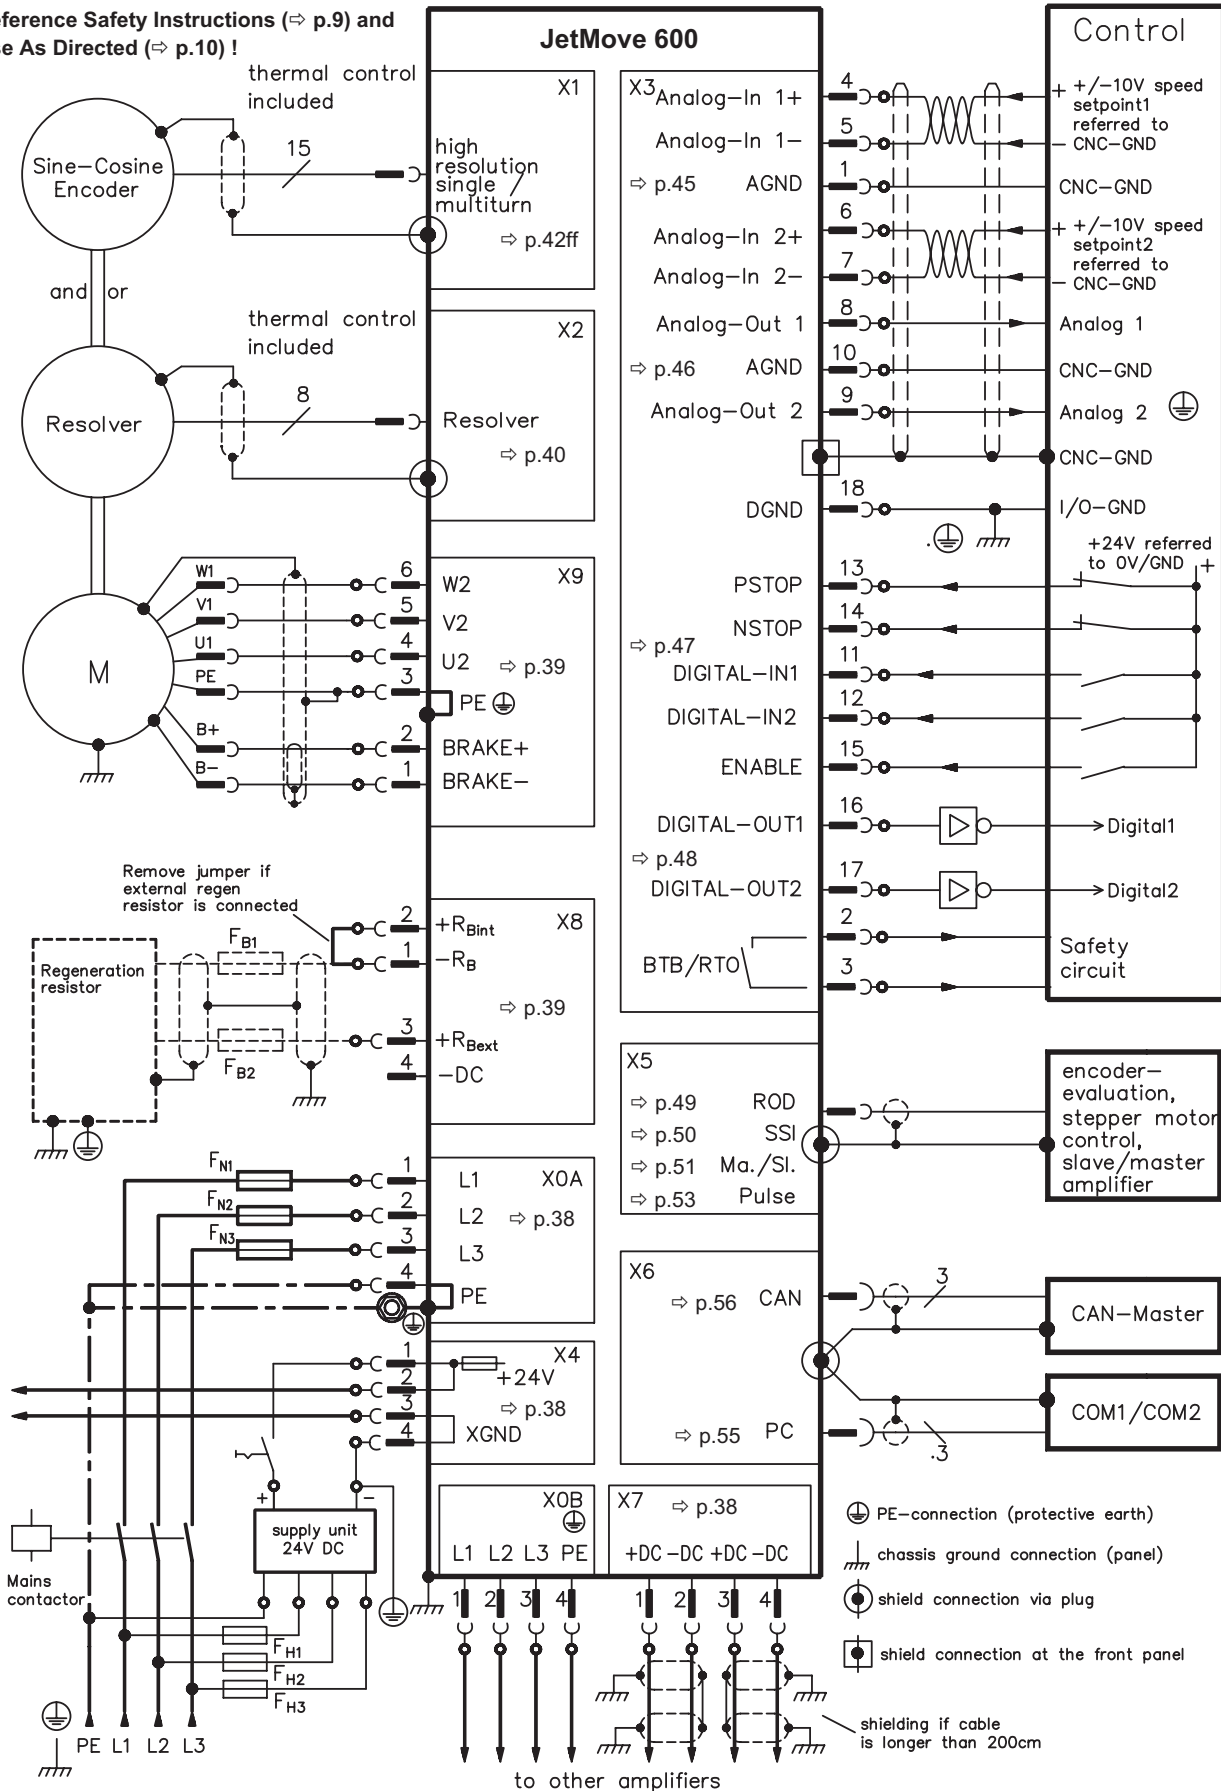 eference Safety Instructions (⇨ p.9) and
se As Directed (⇨ p.10) !
JetMove 600
Control
thermal control
included
Sine-Cosine
Encoder
15
X1
high
resolution
single
multiturn
⇨ p.42ff
and or
thermal control
included
Resolver
8
X2
Resolver
⇨ p.40
M
W1
V1
U1
PE
B+
B-
6
5
4
3
2
1
X9
W2
V2
U2
⇨ p.39
PE
BRAKE+
BRAKE-
Remove jumper if
external regen
resistor is connected
Regeneration
resistor
FB1
FB2
2
1
3
4
X8
+RBint
-RB
⇨ p.39
+RBext
-DC
FN1
FN2
FN3
1
2
3
4
X0A
L1
L2
⇨ p.38
L3
PE
1
2
3
4
X4
+24V
⇨ p.38
XGND
+
-
supply unit
24V DC
Mains
contactor
FH1
FH2
FH3
PE L1 L2 L3
X0B
L1 L2 L3 PE
1 2 3 4
X7
⇨ p.38
+DC -DC +DC -DC
1 2 3 4
to other amplifiers
shielding if cable
is longer than 200cm
X3
Analog-In 1+
4
+ +/-10V speed
setpoint1
referred to
Analog-In 1-
5
- CNC-GND
⇨ p.45
AGND
1
CNC-GND
Analog-In 2+
6
+ +/-10V speed
setpoint2
referred to
Analog-In 2-
7
- CNC-GND
Analog-Out 1
8
Analog 1
⇨ p.46
AGND
10
CNC-GND
Analog-Out 2
9
Analog 2
CNC-GND
DGND
18
I/O-GND
+24V referred
to 0V/GND
+
PSTOP
13
NSTOP
14
⇨ p.47
DIGITAL-IN1
11
DIGITAL-IN2
12
ENABLE
15
DIGITAL-OUT1
16
Digital1
⇨ p.48
DIGITAL-OUT2
17
Digital2
2
BTB/RTO
3
Safety
circuit
X5
⇨ p.49 ROD
⇨ p.50 SSI
⇨ p.51 Ma./Sl.
⇨ p.53 Pulse
encoder-
evaluation,
stepper motor
control,
slave/master
amplifier
X6
⇨ p.56 CAN
3
CAN-Master
⇨ p.55 PC
3
COM1/COM2
PE-connection (protective earth)
chassis ground connection (panel)
shield connection via plug
shield connection at the front panel